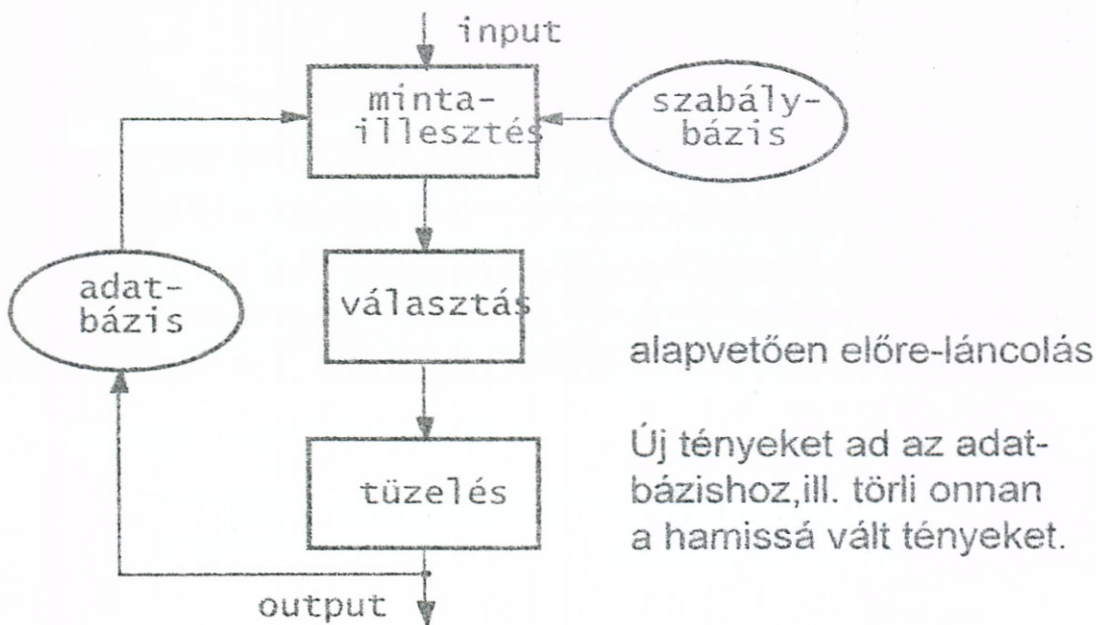 input
minta-
illesztés
szabály-
bázis
adat-
bázis
választás
alapvetően előre-láncolás
tüzelés
Új tényeket ad az adat-
bázishoz,ill. törli onnan
a hamissá vált tényeket.
output